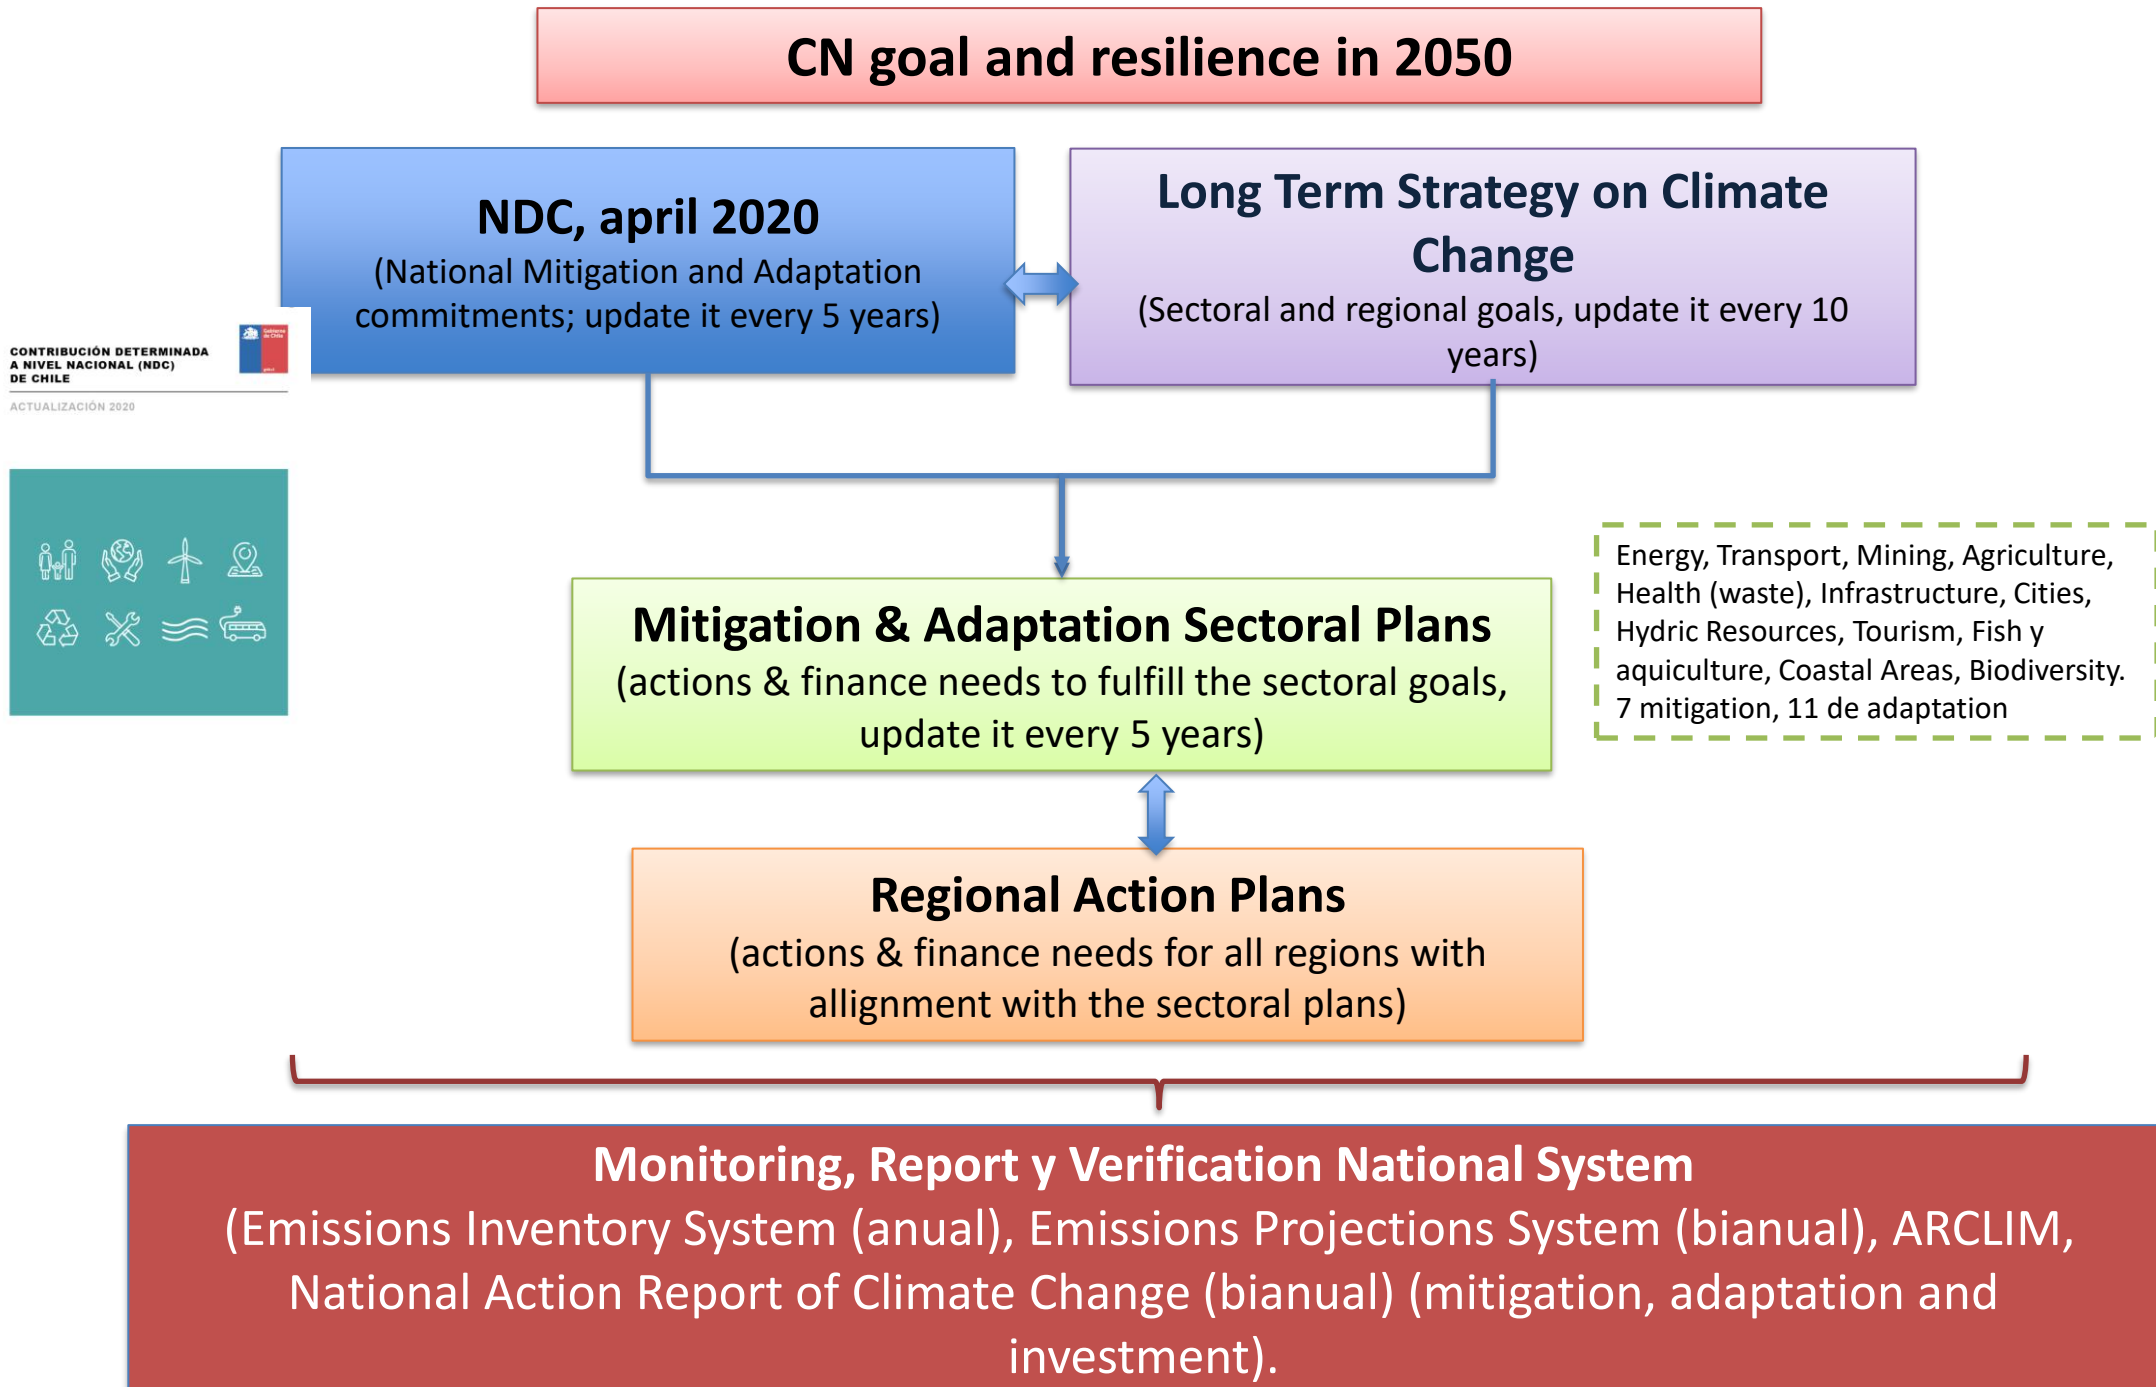 CN goal and resilience in 2050
NDC, april 2020
(National Mitigation and Adaptation
commitments; update it every 5 years)
Long Term Strategy on Climate
Change
(Sectoral and regional goals, update it every 10
years)
CONTRIBUCIÓN DETERMINADA
A NIVEL NACIONAL (NDC)
DE CHILE
Gobierno
de Chile
ACTUALIZACIÓN 2020
Mitigation & Adaptation Sectoral Plans
(actions & finance needs to fulfill the sectoral goals,
update it every 5 years)
Energy, Transport, Mining, Agriculture,
Health (waste), Infrastructure, Cities,
Hydric Resources, Tourism, Fish y
aquiculture, Coastal Areas, Biodiversity.
7 mitigation, 11 de adaptation
Regional Action Plans
(actions & finance needs for all regions with
allignment with the sectoral plans)
Monitoring, Report y Verification National System
(Emissions Inventory System (anual), Emissions Projections System (bianual), ARCLIM,
National Action Report of Climate Change (bianual) (mitigation, adaptation and
investment).